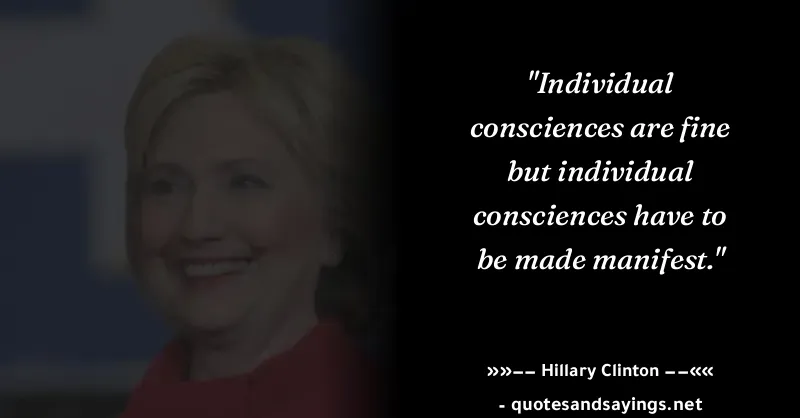 "Individual
consciences are fine
but individual
consciences have to
be made manifest."
»»–– Hillary Clinton ––««
- quotesandsayings.net